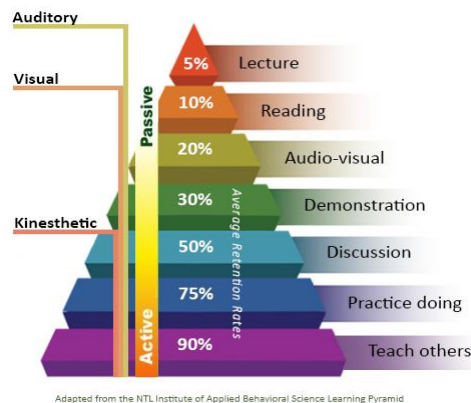 Auditory
Visual
Kinesthetic
Passive
Active
5% Lecture
10% Reading
20% Audio-visual
30% Demonstration
50% Discussion
75% Practice doing
90% Teach others
Average Retention Rates
Adapted from the NTL Institute of Applied Behavioral Science Learning Pyramid